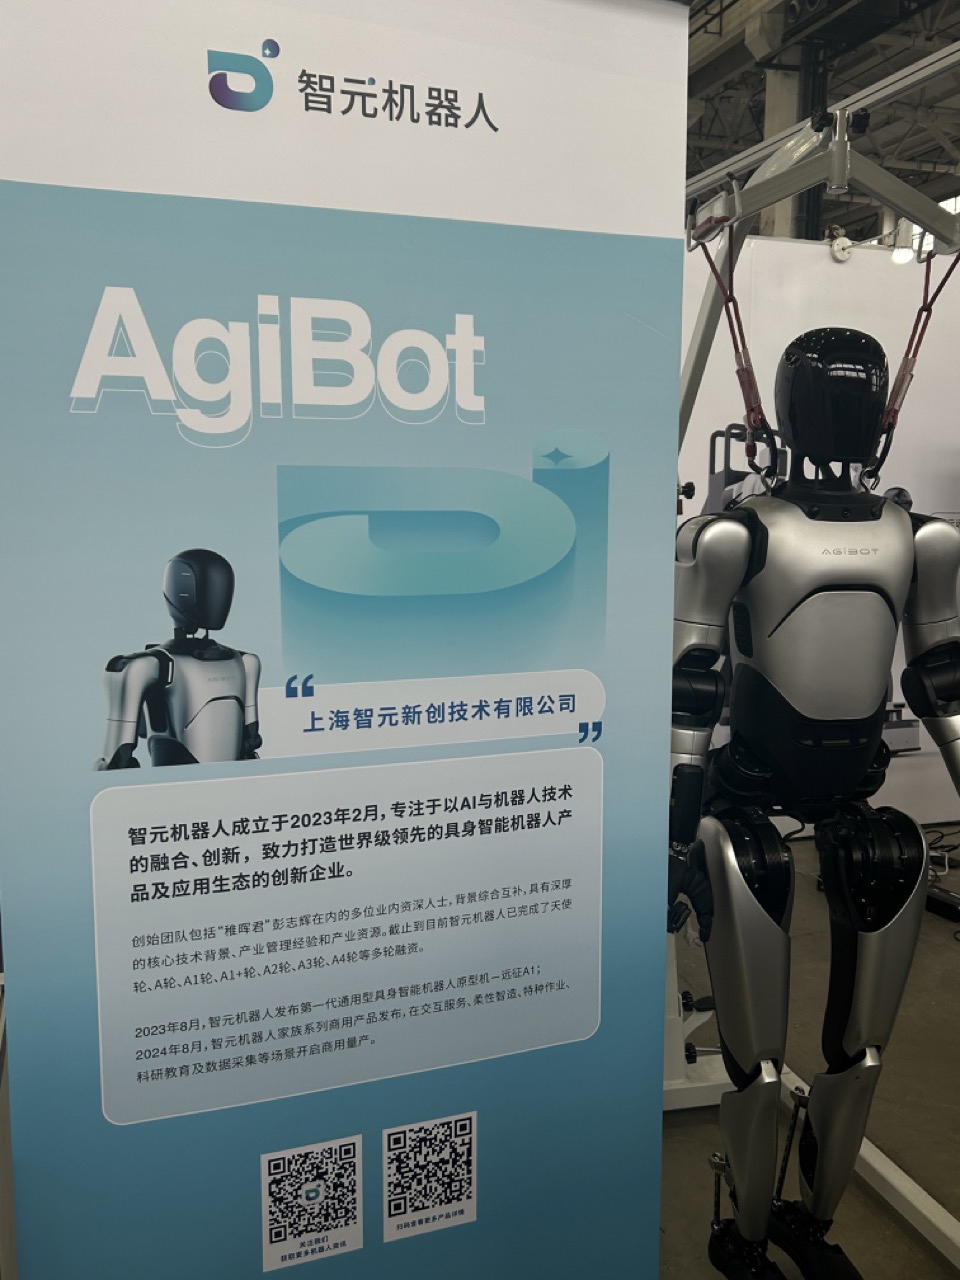 智元机器人
AgiBot
AGIBOT
“
上海智元新创技术有限公司
”
智元机器人成立于2023年2月,专注于以AI与机器人技术
的融合、创新，致力打造世界级领先的具身智能机器人产
品及应用生态的创新企业。
创始团队包括“稚晖君”彭志辉在内的多位业内资深人士,背景综合互补,具有深厚
的核心技术背景、产业管理经验和产业资源。截止到目前智元机器人已完成了天使
轮、A轮、A1轮、A1+轮、A2轮、A3轮、A4轮等多轮融资。
2023年8月,智元机器人发布第一代通用型具身智能机器人原型机—远征A1；
2024年8月,智元机器人家族系列商用产品发布,在交互服务、柔性智造、特种作业、
科研教育及数据采集等场景开启商用量产。
关注我们
获取更多机器人资讯
扫码查看更多产品详情